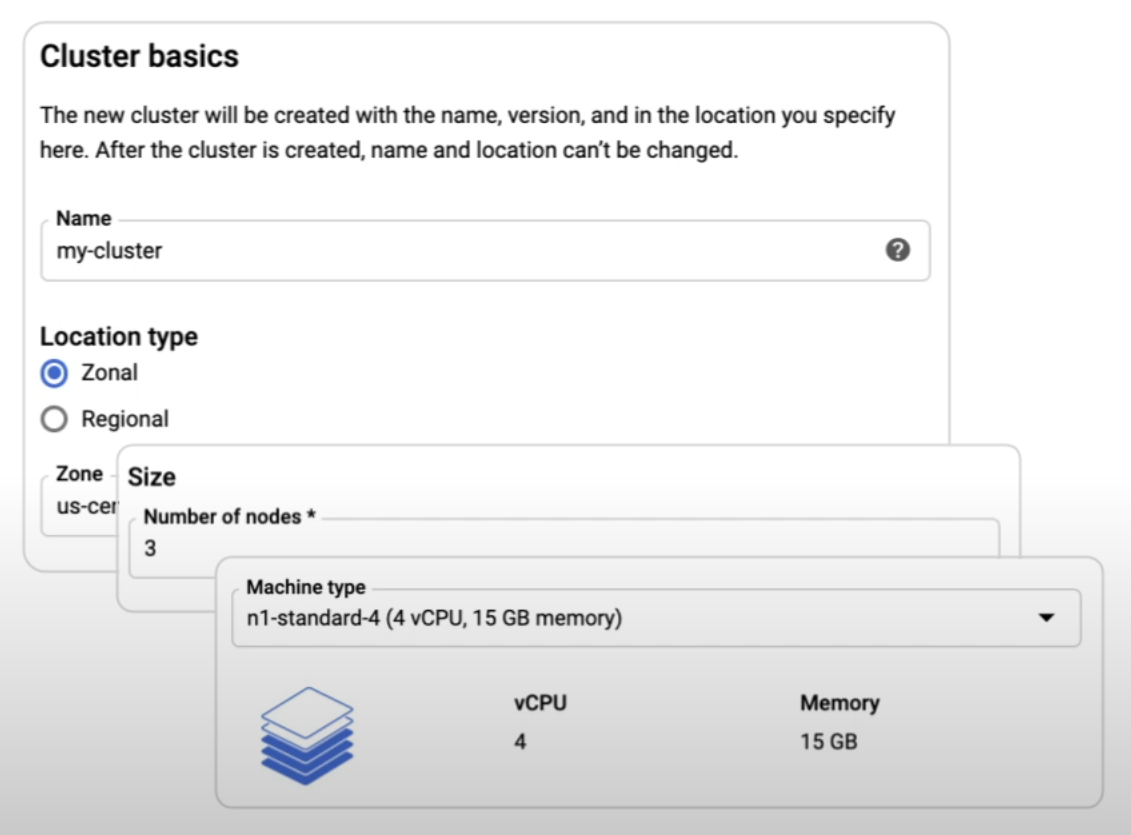 Cluster basics
The new cluster will be created with the name, version, and in the location you specify
here. After the cluster is created, name and location can't be changed.
Name
my-cluster
Location type
Zonal
Regional
Zone
Size
Number of nodes *
3
Machine type
n1-standard-4 (4 vCPU, 15 GB memory)
vCPU
Memory
4
15 GB